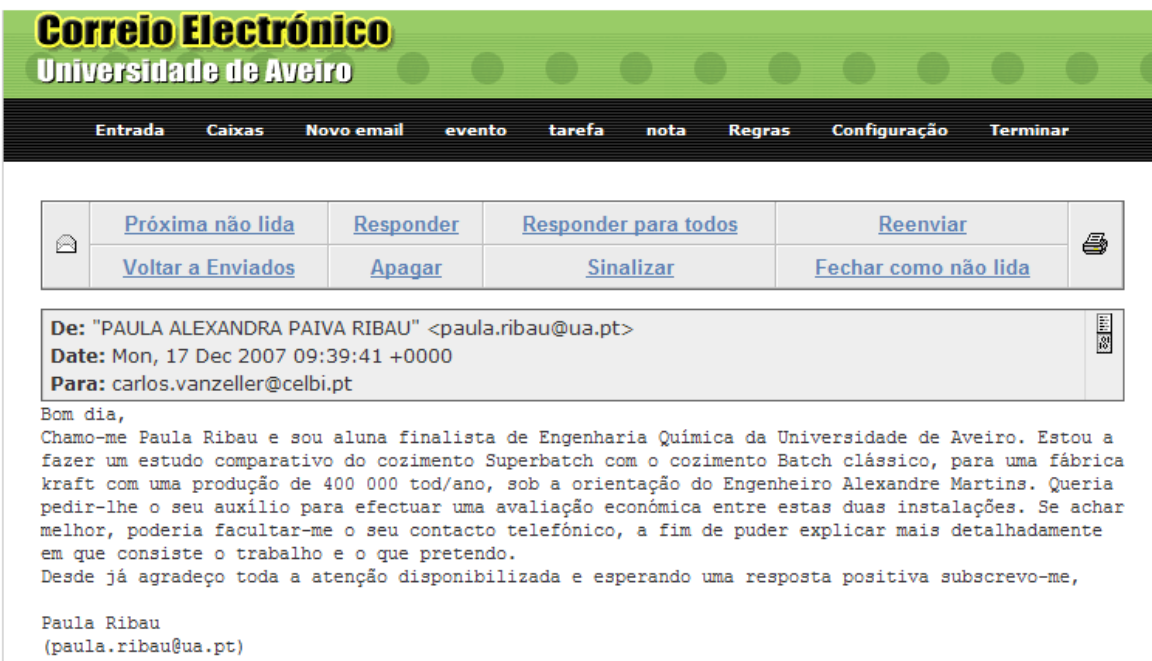 Correio Electrónico
Universidade de Aveiro
Entrada Caixas Novo email evento tarefa nota Regras Configuração Terminar
Próxima não lida Responder Responder para todos Reenviar
Voltar a Enviados Apagar Sinalizar Fechar como não lida
De: "PAULA ALEXANDRA PAIVA RIBAU" <paula.ribau@ua.pt>
Date: Mon, 17 Dec 2007 09:39:41 +0000
Para: carlos.vanzeller@celbi.pt
Bom dia,
Chamo-me Paula Ribau e sou aluna finalista de Engenharia Química da Universidade de Aveiro. Estou a
fazer um estudo comparativo do cozimento Superbatch com o cozimento Batch clássico, para uma fábrica
kraft com uma produção de 400 000 tod/ano, sob a orientação do Engenheiro Alexandre Martins. Queria
pedir-lhe o seu auxílio para efectuar uma avaliação económica entre estas duas instalações. Se achar
melhor, poderia facultar-me o seu contacto telefónico, a fim de puder explicar mais detalhadamente
em que consiste o trabalho e o que pretendo.
Desde já agradeço toda a atenção disponibilizada e esperando uma resposta positiva subscrevo-me,
Paula Ribau
(paula.ribau@ua.pt)